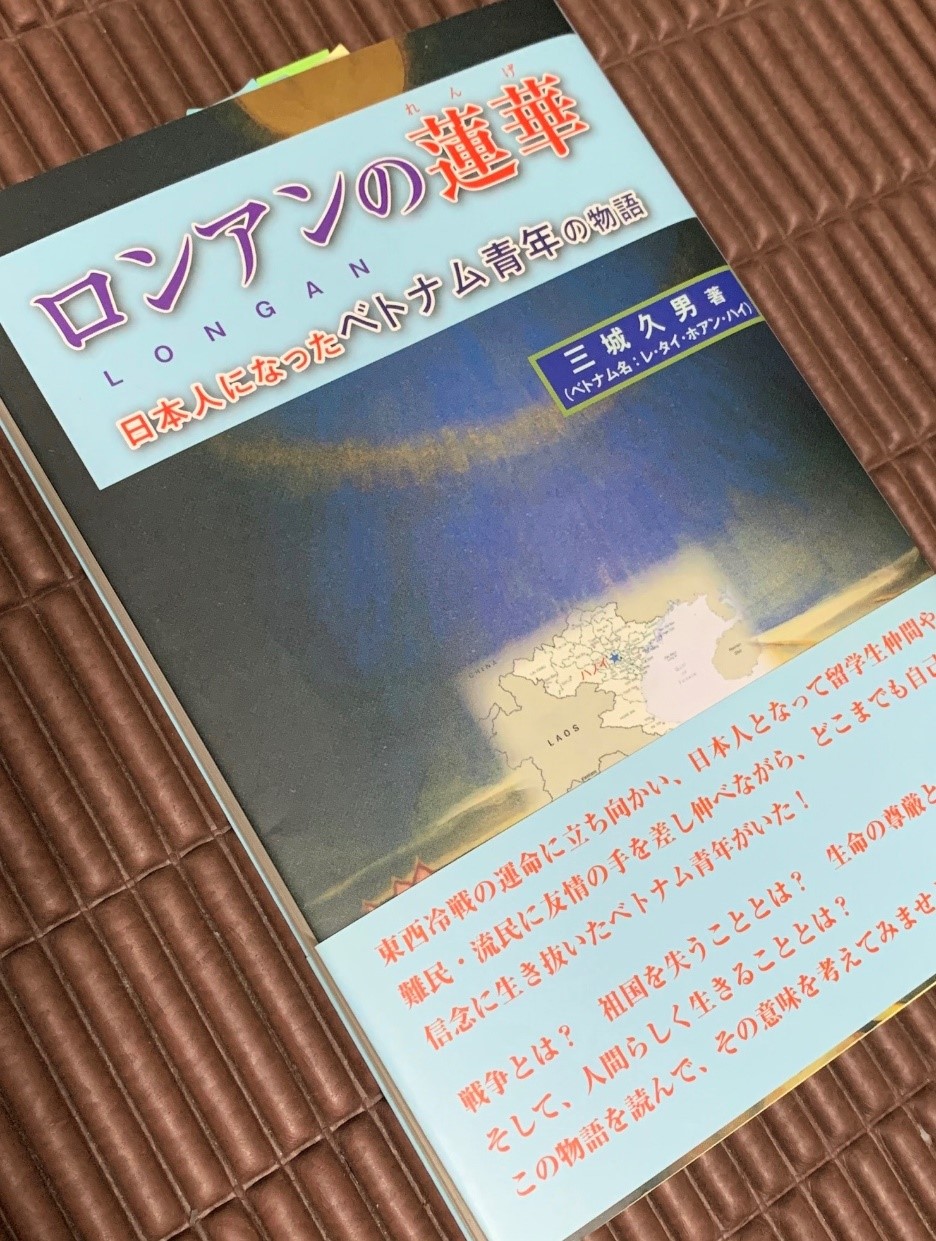 れんげ
ロンアンの蓮華
LONGAN
日本人になったベトナム青年の物語
三城久男 著
(ベトナム名：レ・タイ・ホアン・ハイ)
CHINA
ハノイ
LAOS
東西冷戦の運命に立ち向かい、日本人となって留学生仲間や
難民・流民に友情の手を差し伸べながら、どこまでも自己
信念に生き抜いたベトナム青年がいた！
戦争とは？　祖国を失うこととは？　生命の尊厳と
そして、人間らしく生きることとは？
この物語を読んで、その意味を考えてみませ